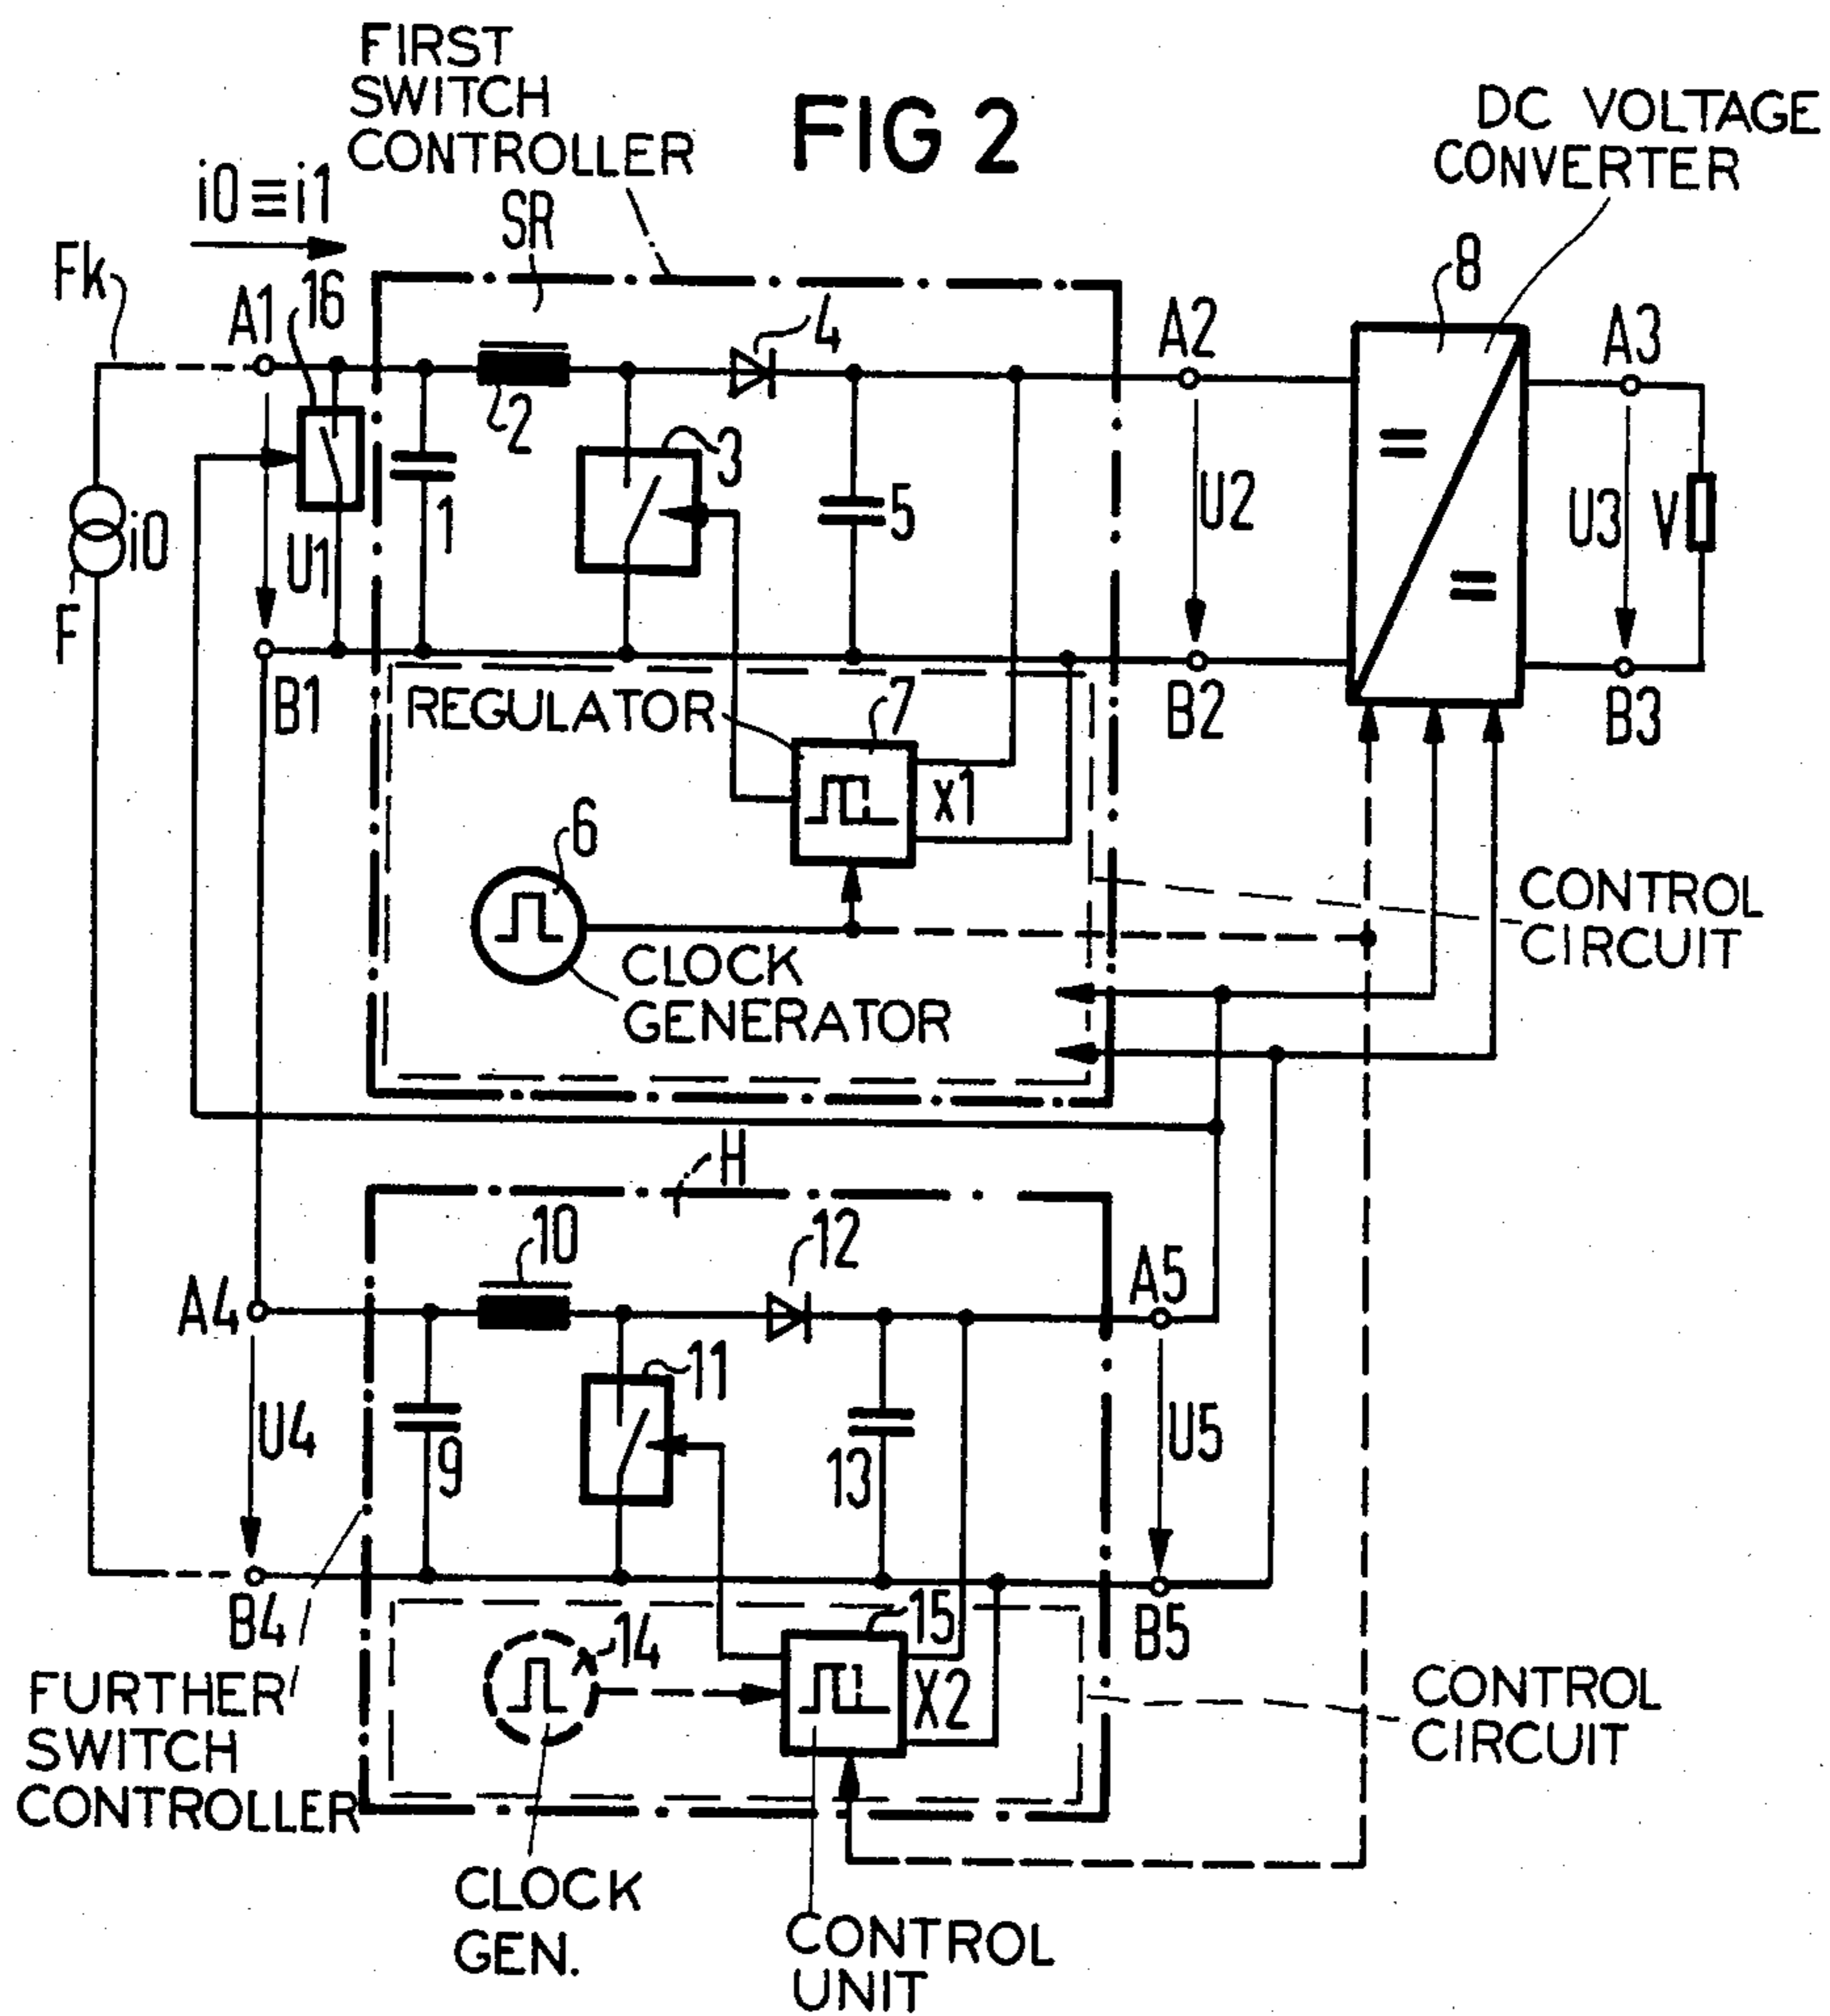 FIRST
SWITCH
CONTROLLER
FIG 2
DC VOLTAGE
CONVERTER
i0≡i1
SR
Fk
A1
16
4
A2
8
A3
2
3
1
5
U1
U2
U3
V
i0
F
B1
REGULATOR
7
B2
B3
x1
6
CLOCK
GENERATOR
CONTROL
CIRCUIT
H
10
12
A5
A4
11
U4
9
13
U5
B4
14
15
B5
X2
FURTHER
SWITCH
CONTROLLER
CONTROL
CIRCUIT
CLOCK
GEN.
CONTROL
UNIT